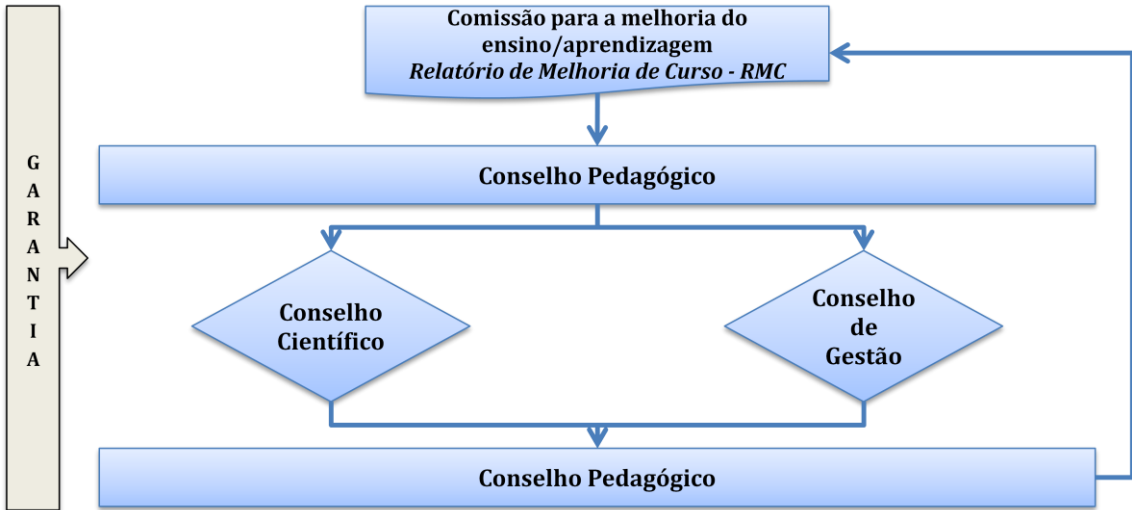 Comissão para a melhoria do
ensino/aprendizagem
Relatório de Melhoria de Curso - RMC
GARANTIA
Conselho Pedagógico
Conselho
Científico
Conselho
de
Gestão
Conselho Pedagógico